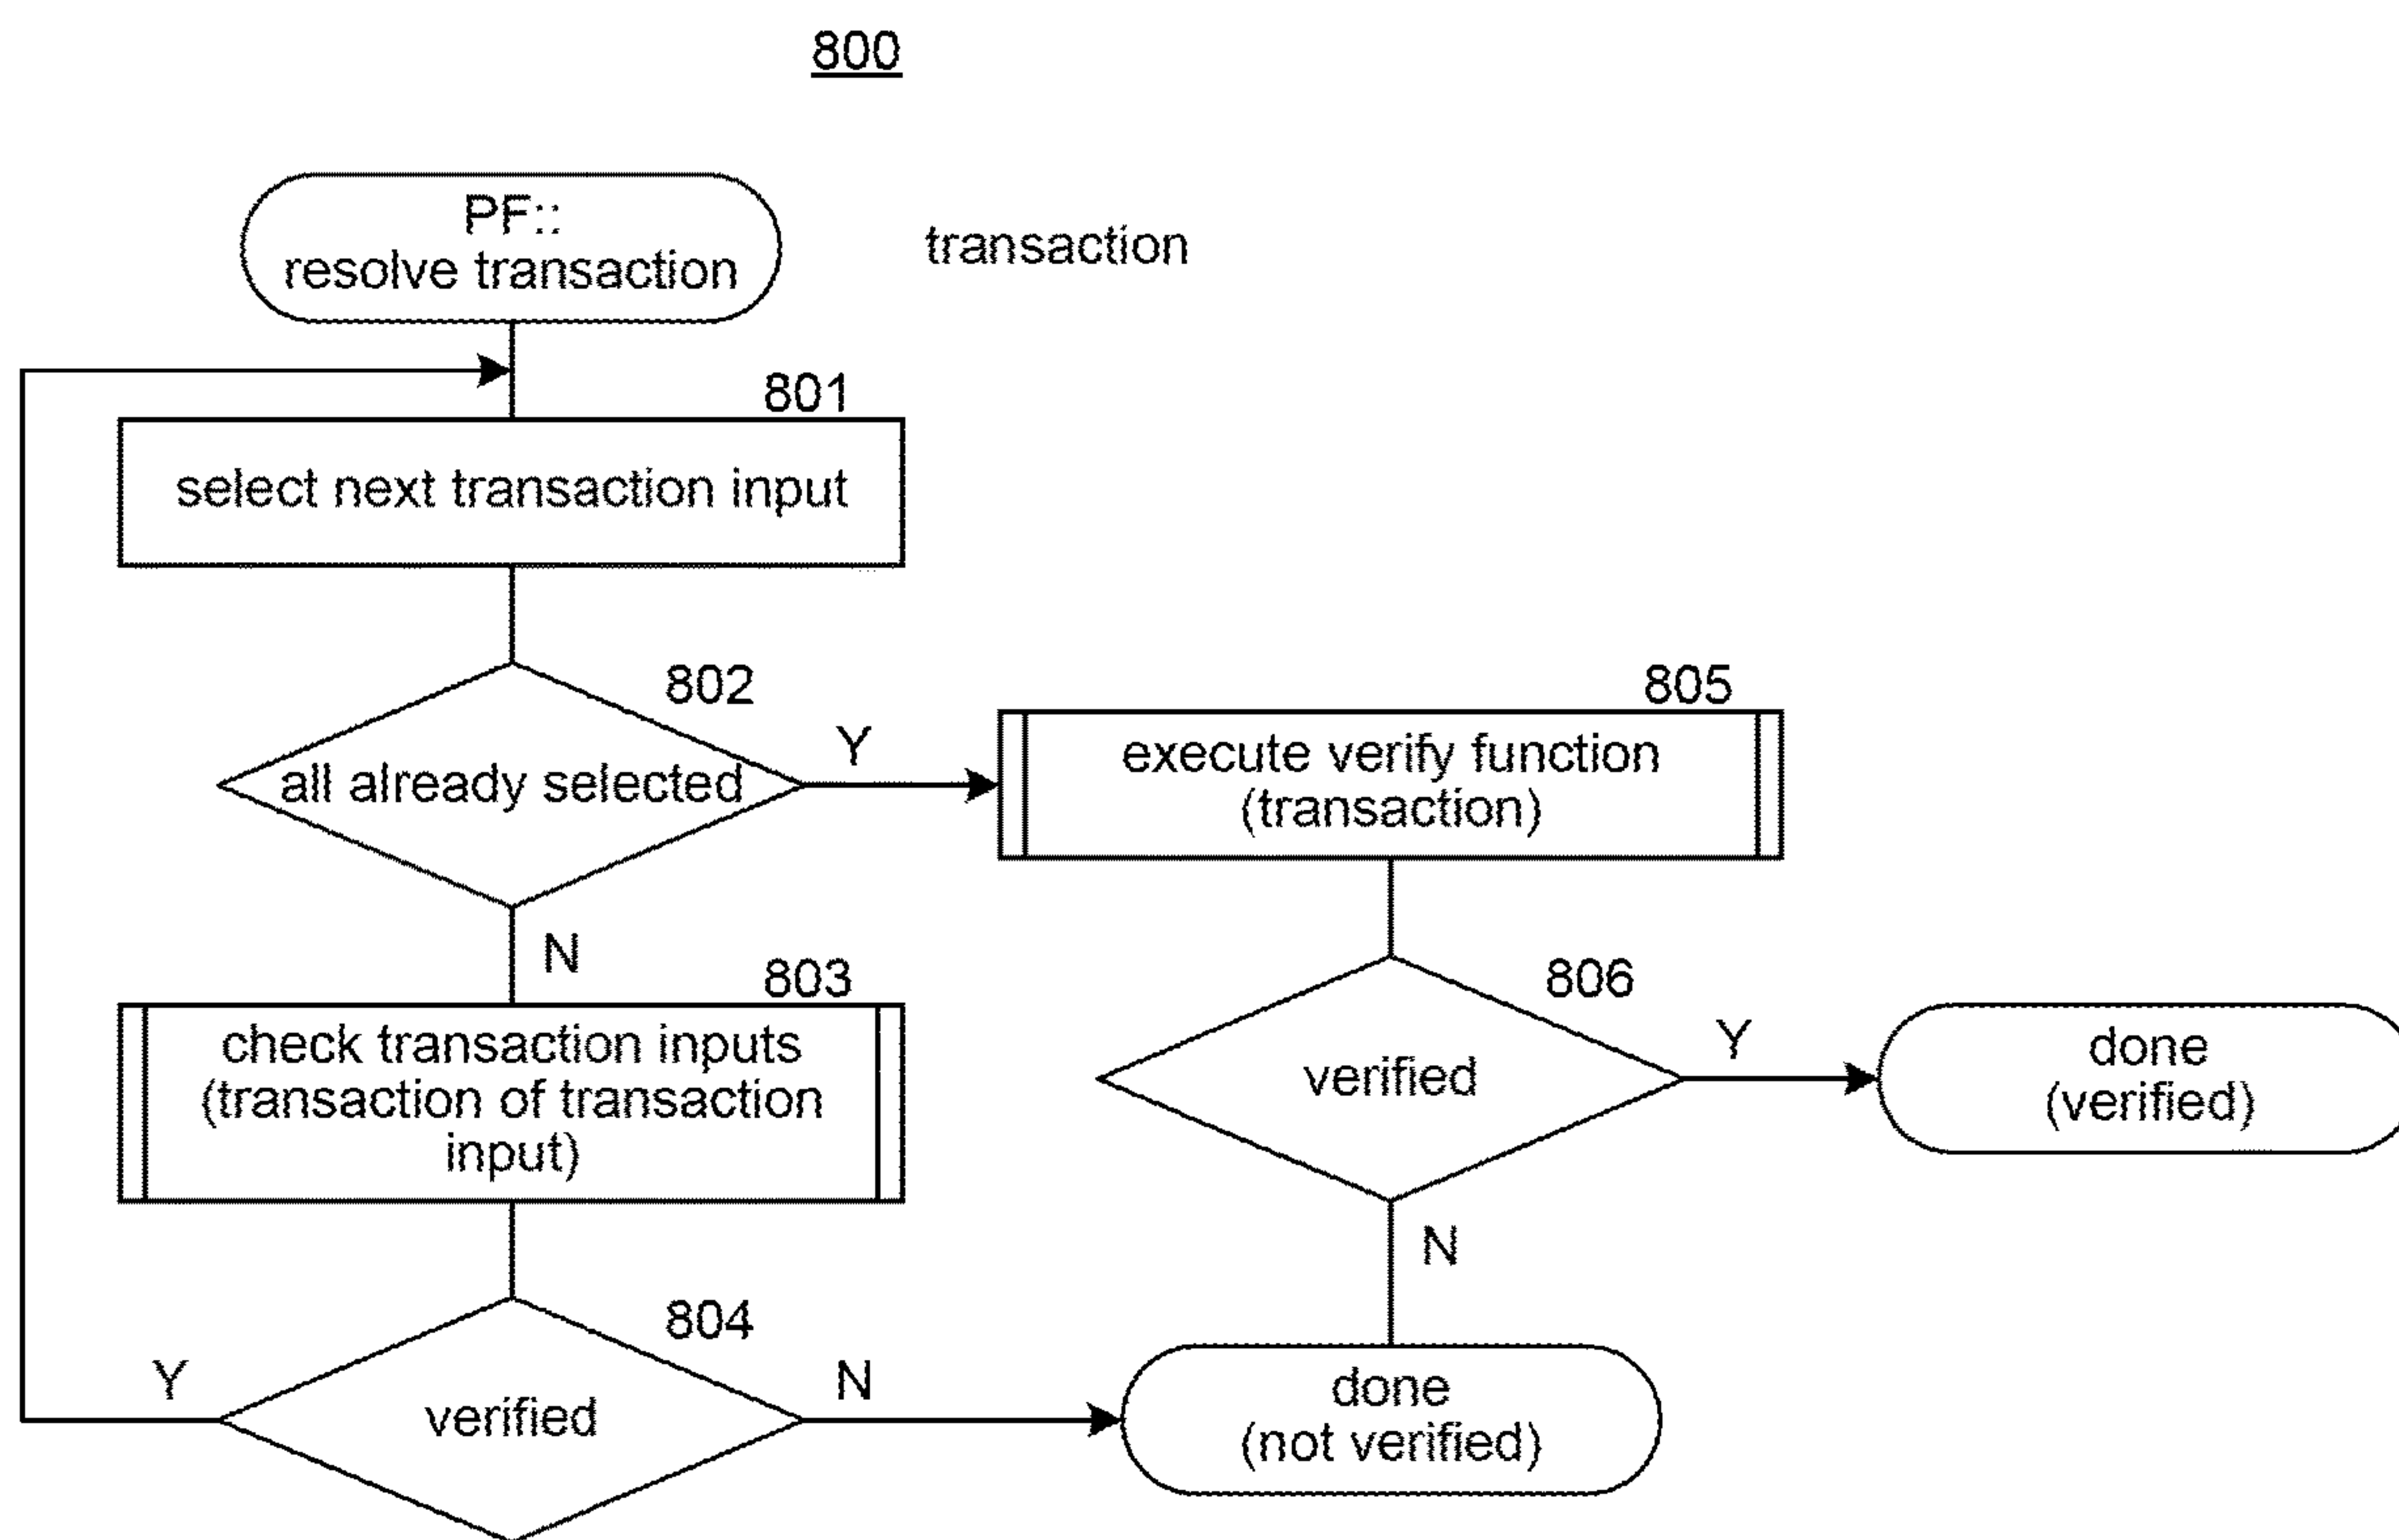 800
PF::
resolve transaction
transaction
801
select next transaction input
802
all already selected
Y
805
execute verify function
(transaction)
N
803
check transaction inputs
(transaction of transaction
input)
806
verified
Y
done
(verified)
N
804
verified
Y
N
done
(not verified)